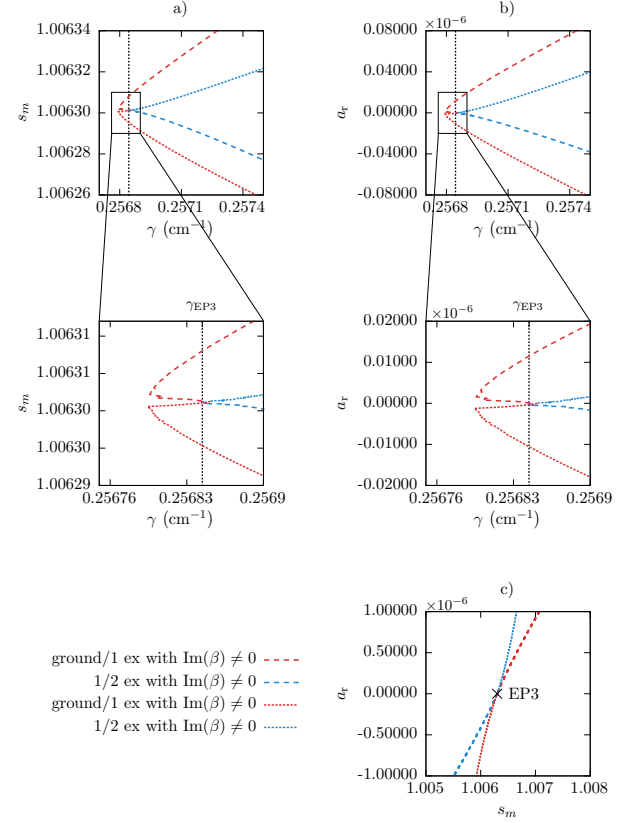 a)
1.00634
1.00632
1.00630
1.00628
1.00626
s_m
0.2568
0.2571
0.2574
γ (cm⁻¹)
b)
×10⁻⁶
0.08000
0.04000
0.00000
-0.04000
-0.08000
a_r
0.2568
0.2571
0.2574
γ (cm⁻¹)
γ_EP3
1.00631
1.00631
1.00630
1.00630
1.00629
s_m
0.25676
0.25683
0.2569
γ (cm⁻¹)
γ_EP3
×10⁻⁶
0.02000
0.01000
0.00000
-0.01000
-0.02000
a_r
0.25676
0.25683
0.2569
γ (cm⁻¹)
ground/1 ex with Im(β) ≠ 0
1/2 ex with Im(β) ≠ 0
ground/1 ex with Im(β) ≠ 0
1/2 ex with Im(β) ≠ 0
c)
×10⁻⁶
1.00000
0.50000
0.00000
-0.50000
-1.00000
a_r
EP3
1.005
1.006
1.007
1.008
s_m